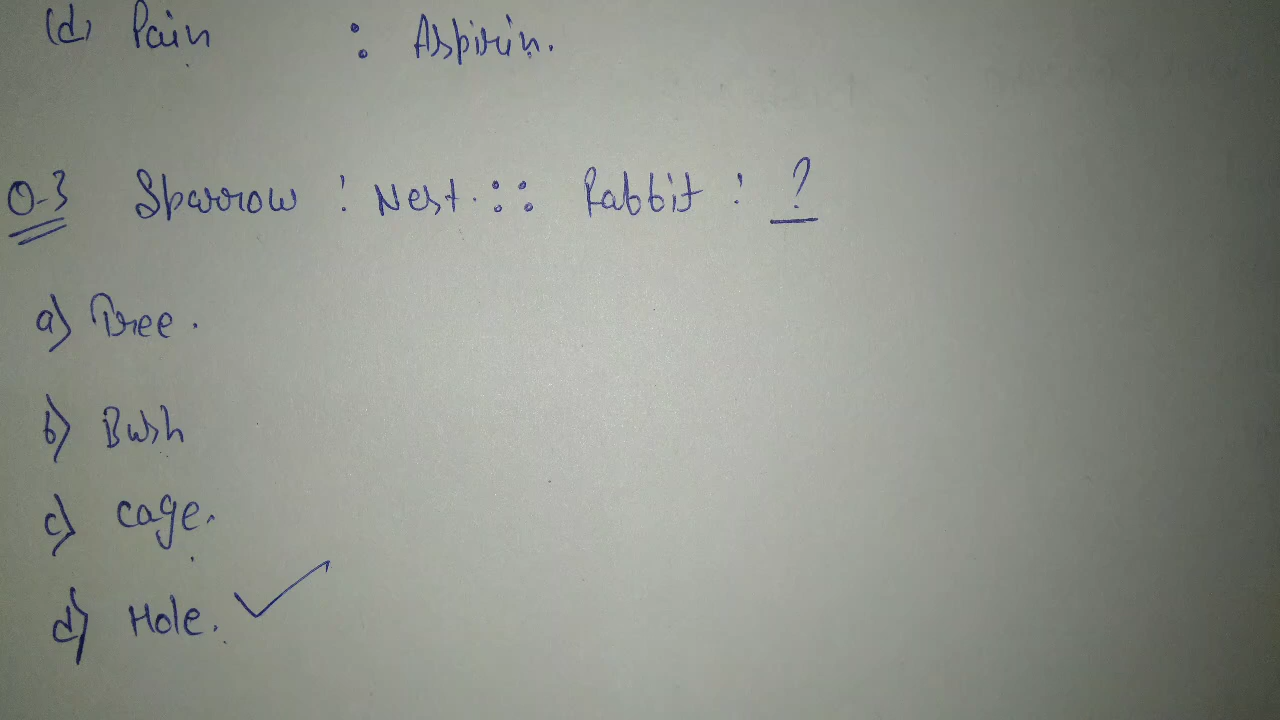 (d) Pain : Aspirin.
Q-3 Sparrow : Nest :: Rabbit : ?
a) Tree.
b) Bush
c) Cage.
d) Hole. ✓